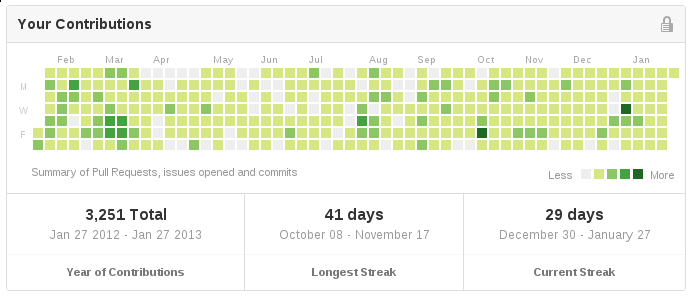 Your Contributions
Feb Mar Apr May Jun Jul Aug Sep Oct Nov Dec Jan
M
W
F
Summary of Pull Requests, issues opened and commits
Less More
3,251 Total 41 days 29 days
Jan 27 2012 - Jan 27 2013 October 08 - November 17 December 30 - January 27
Year of Contributions Longest Streak Current Streak